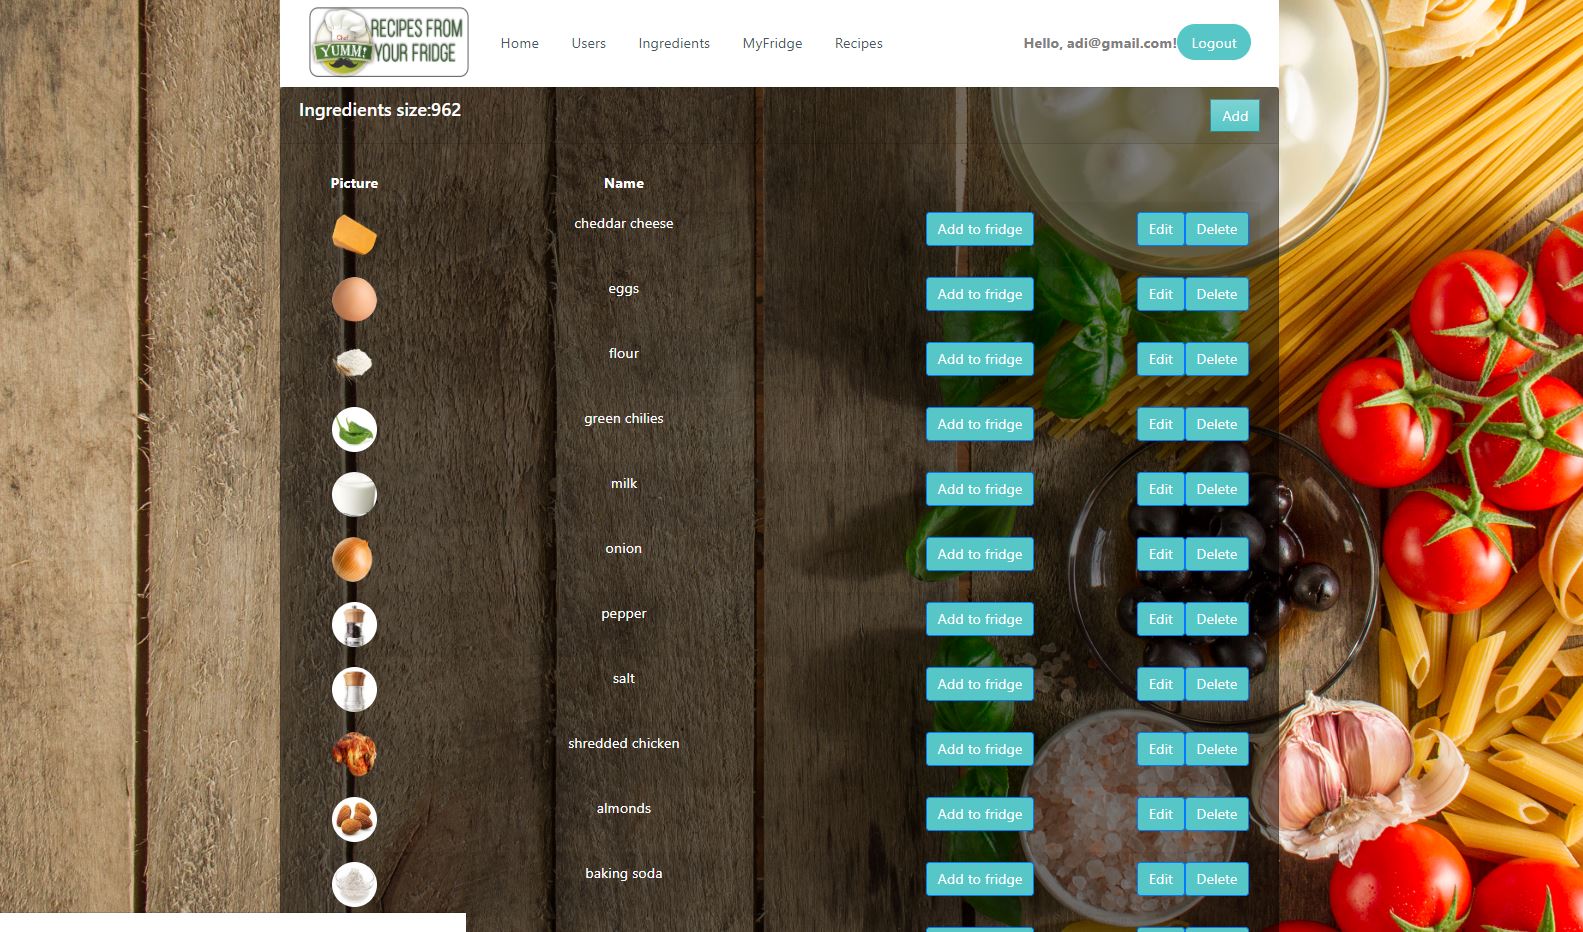 Chef
YUMM!
RECIPES FROM
YOUR FRIDGE
Home
Users
Ingredients
MyFridge
Recipes
Hello, adi@gmail.com!
Logout
Ingredients size:962
Add
Picture
Name
cheddar cheese
Add to fridge
Edit
Delete
eggs
Add to fridge
Edit
Delete
flour
Add to fridge
Edit
Delete
green chilies
Add to fridge
Edit
Delete
milk
Add to fridge
Edit
Delete
onion
Add to fridge
Edit
Delete
pepper
Add to fridge
Edit
Delete
salt
Add to fridge
Edit
Delete
shredded chicken
Add to fridge
Edit
Delete
almonds
Add to fridge
Edit
Delete
baking soda
Add to fridge
Edit
Delete